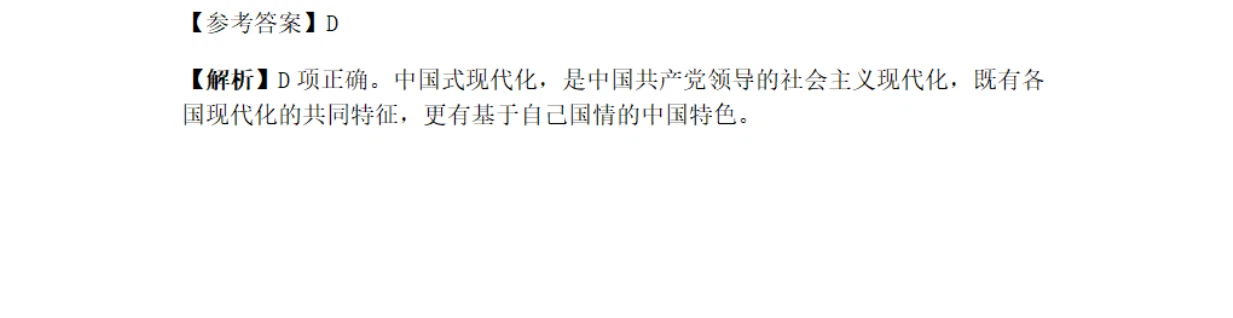 【参考答案】D
【解析】D 项正确。中国式现代化，是中国共产党领导的社会主义现代化，既有各
国现代化的共同特征，更有基于自己国情的中国特色。